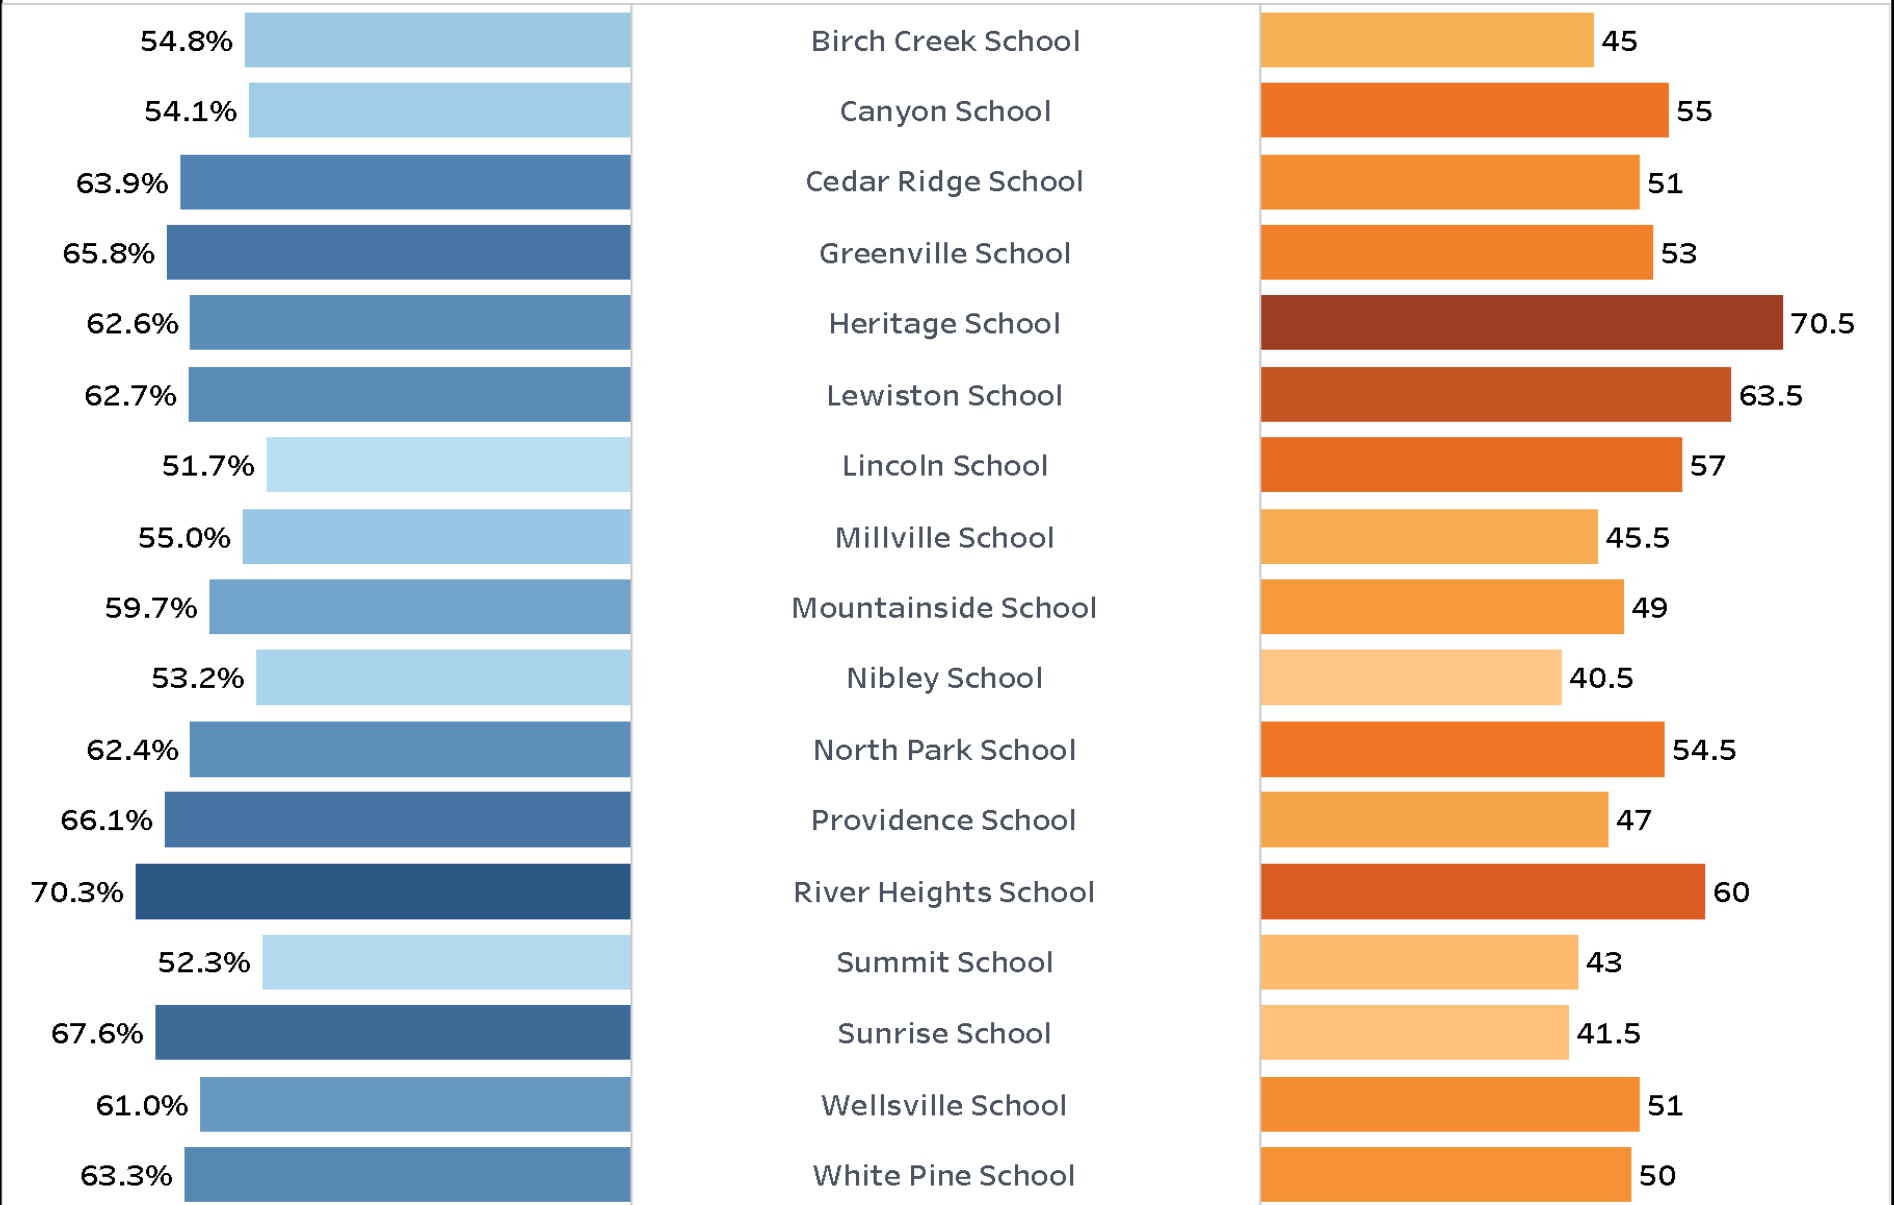 54.8% Birch Creek School 45
54.1% Canyon School 55
63.9% Cedar Ridge School 51
65.8% Greenville School 53
62.6% Heritage School 70.5
62.7% Lewiston School 63.5
51.7% Lincoln School 57
55.0% Millville School 45.5
59.7% Mountainside School 49
53.2% Nibley School 40.5
62.4% North Park School 54.5
66.1% Providence School 47
70.3% River Heights School 60
52.3% Summit School 43
67.6% Sunrise School 41.5
61.0% Wellsville School 51
63.3% White Pine School 50